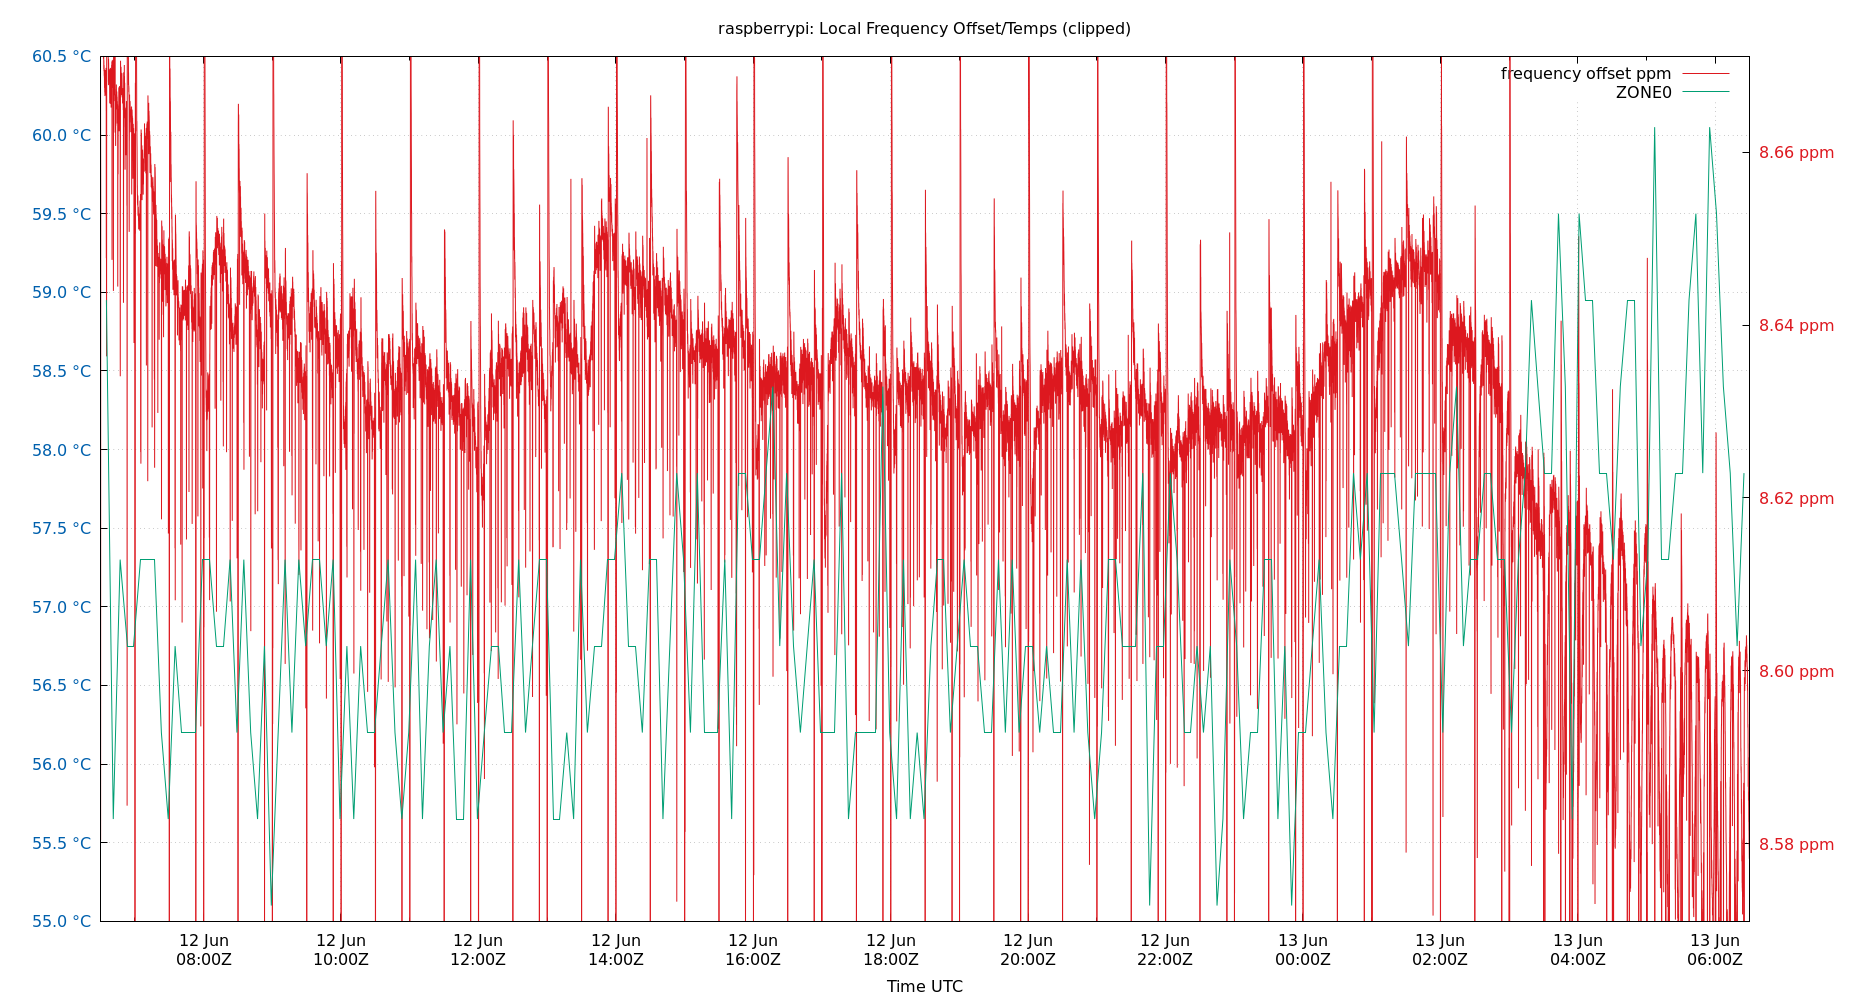 raspberrypi: Local Frequency Offset/Temps (clipped)
frequency offset ppm
ZONE0
60.5 °C
60.0 °C
59.5 °C
59.0 °C
58.5 °C
58.0 °C
57.5 °C
57.0 °C
56.5 °C
56.0 °C
55.5 °C
55.0 °C
8.66 ppm
8.64 ppm
8.62 ppm
8.60 ppm
8.58 ppm
12 Jun 12 Jun 12 Jun 12 Jun 12 Jun 12 Jun 12 Jun 12 Jun 13 Jun 13 Jun 13 Jun 13 Jun
08:00Z 10:00Z 12:00Z 14:00Z 16:00Z 18:00Z 20:00Z 22:00Z 00:00Z 02:00Z 04:00Z 06:00Z
Time UTC